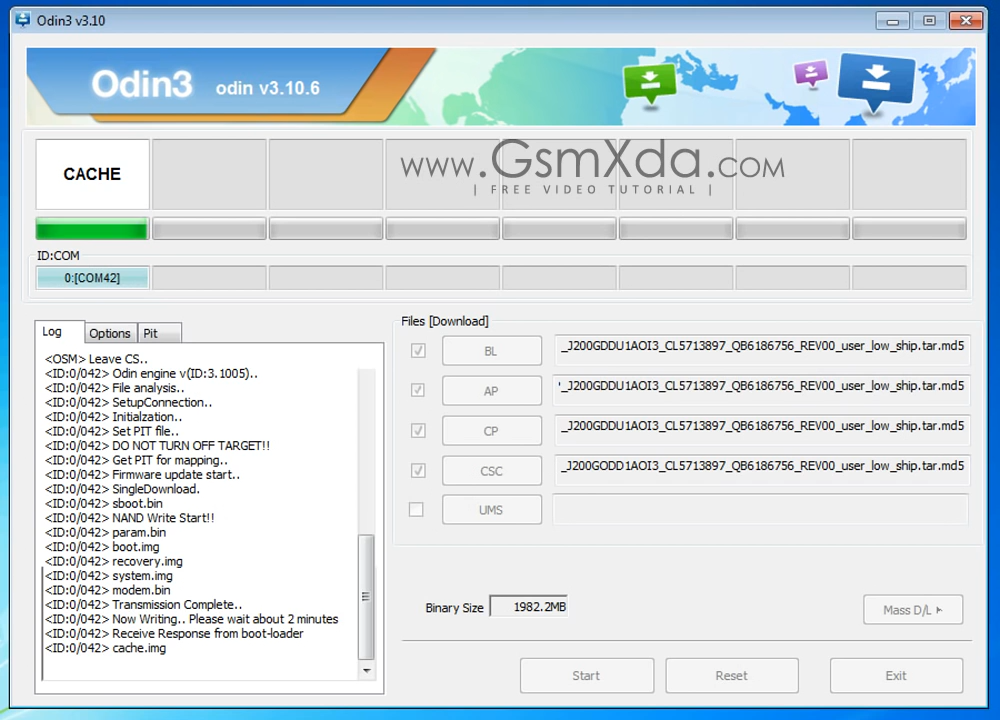 Odin3 v3.10
Odin3 odin v3.10.6
CACHE
www.GsmXda.com
| FREE VIDEO TUTORIAL |
ID:COM
0:[COM42]
Log Options Pit
<OSM> Leave CS..
<ID:0/042> Odin engine v(ID:3.1005)..
<ID:0/042> File analysis..
<ID:0/042> SetupConnection..
<ID:0/042> Initialzation..
<ID:0/042> Set PIT file..
<ID:0/042> DO NOT TURN OFF TARGET!!
<ID:0/042> Get PIT for mapping..
<ID:0/042> Firmware update start..
<ID:0/042> SingleDownload.
<ID:0/042> sboot.bin
<ID:0/042> NAND Write Start!!
<ID:0/042> param.bin
<ID:0/042> boot.img
<ID:0/042> recovery.img
<ID:0/042> system.img
<ID:0/042> modem.bin
<ID:0/042> Transmission Complete..
<ID:0/042> Now Writing.. Please wait about 2 minutes
<ID:0/042> Receive Response from boot-loader
<ID:0/042> cache.img
Files [Download]
BL _J200GDDU1AOI3_CL5713897_QB6186756_REV00_user_low_ship.tar.md5
AP '_J200GDDU1AOI3_CL5713897_QB6186756_REV00_user_low_ship.tar.md5
CP _J200GDDU1AOI3_CL5713897_QB6186756_REV00_user_low_ship.tar.md5
CSC _J200GODD1AOI3_CL5713897_QB6186756_REV00_user_low_ship.tar.md5
UMS
Binary Size 1982.2MB
Mass D/L
Start Reset Exit